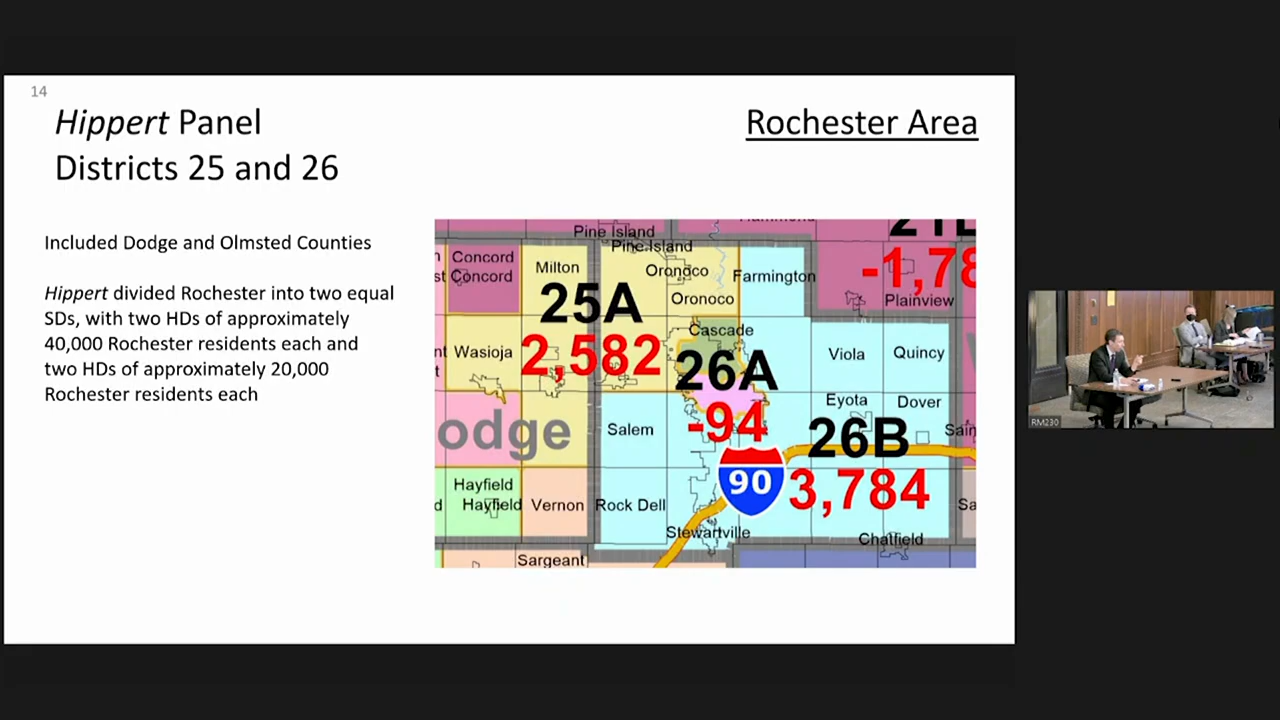 14
Hippert Panel
Districts 25 and 26
Rochester Area
Included Dodge and Olmsted Counties
Hippert divided Rochester into two equal
SDs, with two HDs of approximately
40,000 Rochester residents each and
two HDs of approximately 20,000
Rochester residents each
Pine Island
Pine Island
Concord
Concord
Milton
Oronoco
Farmington
-1,78
Oronoco
Plainview
25A
Cascade
Wasioja
2,582
Viola
Quincy
26A
Eyota
Dover
-94
odge
Salem
26B
90
3,784
Hayfield
Hayfield
Vernon
Rock Dell
Stewartville
Chatfield
Sargeant
RM230